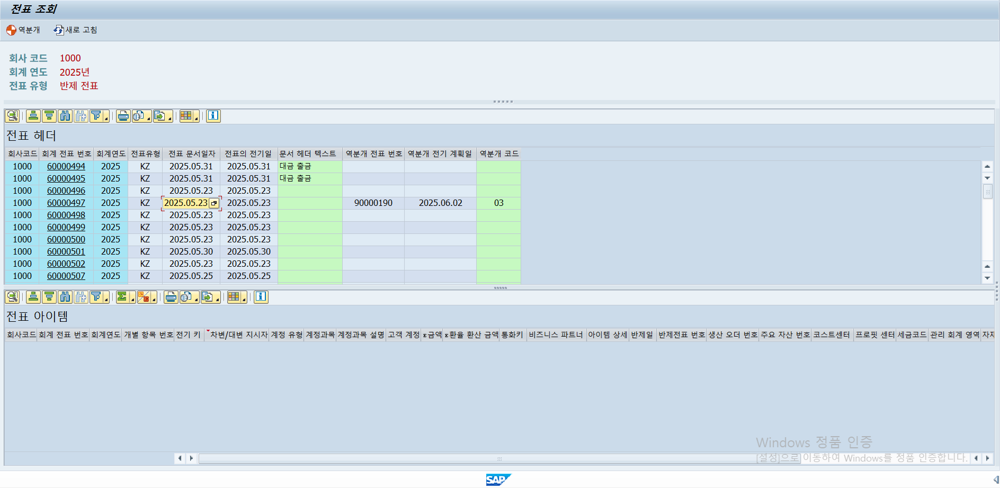 전표 조회
역분개 새로 고침
회사 코드 1000
회계 연도 2025년
전표 유형 반제 전표
전표 헤더
회사코드 회계 전표 번호 회계연도 전표유형 전표 문서일자 전표의 전기일 문서 헤더 텍스트 역분개 전표 번호 역분개 전기 계획일 역분개 코드
1000 60000494 2025 KZ 2025.05.31 2025.05.31 대금 출금
1000 60000495 2025 KZ 2025.05.31 2025.05.31 대금 출금
1000 60000496 2025 KZ 2025.05.23 2025.05.23
1000 60000497 2025 KZ 2025.05.23 2025.05.23 90000190 2025.06.02 03
1000 60000498 2025 KZ 2025.05.23 2025.05.23
1000 60000499 2025 KZ 2025.05.23 2025.05.23
1000 60000500 2025 KZ 2025.05.23 2025.05.23
1000 60000501 2025 KZ 2025.05.30 2025.05.30
1000 60000502 2025 KZ 2025.05.23 2025.05.23
1000 60000507 2025 KZ 2025.05.25 2025.05.25
전표 아이템
회사코드 회계 전표 번호 회계연도 개별 항목 번호 전기 키 차변/대변 지시자 계정 유형 계정과목 계정과목 설명 고객 계정 Σ금액 Σ환율 환산 금액 통화키 비즈니스 파트너 아이템 상세 반제일 반제전표 번호 생산 오더 번호 주요 자산 번호 코스트센터 프로핏 센터 세금코드 관리 회계 영역 자재
Windows 정품 인증
[설정]으로 이동하여 Windows를 정품 인증합니다.
SAP